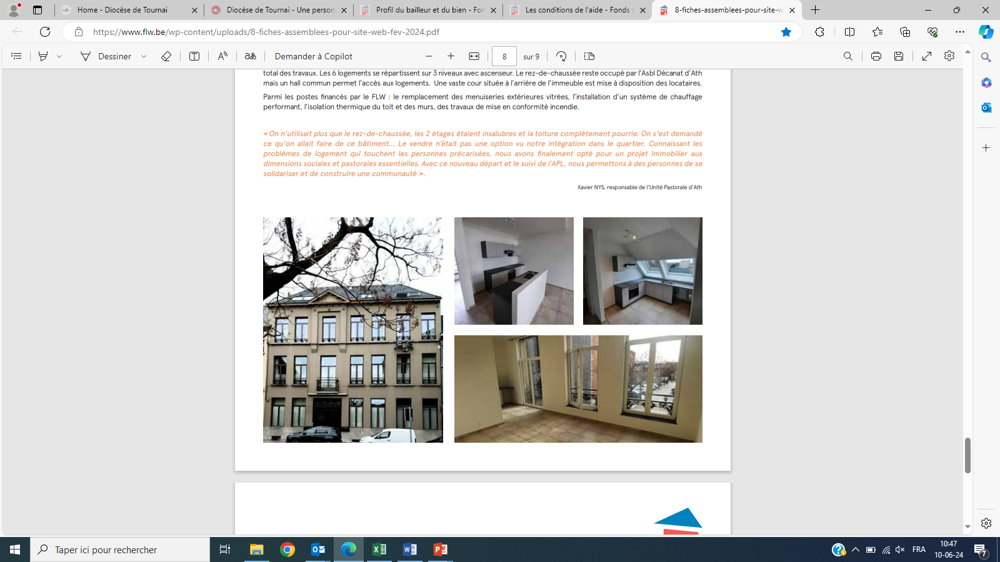 Home - Diocèse de Tournai
Diocèse de Tournai - Une person
Profil du bailleur et du bien - Fon
Les conditions de l'aide - Fonds d
8-fiches-assemblees-pour-site-w
https://www.flw.be/wp-content/uploads/8-fiches-assemblees-pour-site-web-fev-2024.pdf
Dessiner
Demander à Copilot
8
sur 9
total des travaux. Les 6 logements se répartissent sur 3 niveaux avec ascenseur. Le rez-de-chaussée reste occupé par l'Asbl Décanat d'Ath
mais un hall commun permet l'accès aux logements. Une vaste cour située à l'arrière de l'immeuble est mise à disposition des locataires.
Parmi les postes financés par le FLW : le remplacement des menuiseries extérieures vitrées, l'installation d'un système de chauffage
performant, l'isolation thermique du toit et des murs, des travaux de mise en conformité incendie.
« On n'utilisait plus que le rez-de-chaussée, les 2 étages étaient insalubres et la toiture complètement pourrie. On s'est demandé
ce qu'on allait faire de ce bâtiment... Le vendre n'était pas une option vu notre intégration dans le quartier. Connaissant les
problèmes de logement qui touchent les personnes précarisées, nous avons finalement opté pour un projet immobilier aux
dimensions sociales et pastorales essentielles. Avec ce nouveau départ et le suivi de l'APL, nous permettons à des personnes de se
solidariser et de construire une communauté ».
Xavier NYS, responsable de l'Unité Pastorale d'Ath
Taper ici pour rechercher
FRA
10:47
10-06-24
7